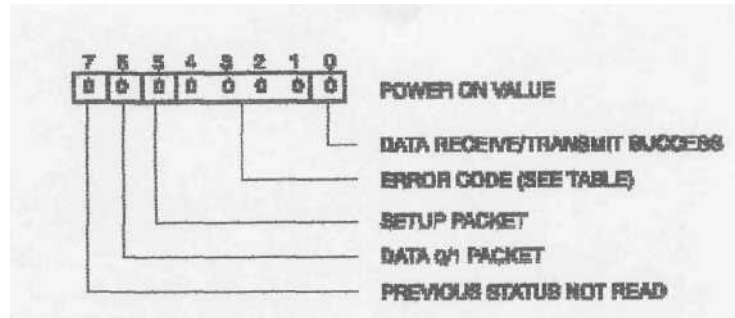 7 6 5 4 3 2 1 0
0 0 0 0 0 0 0 0 POWER ON VALUE
DATA RECEIVE/TRANSMIT SUCCESS
ERROR CODE (SEE TABLE)
SETUP PACKET
DATA 0/1 PACKET
PREVIOUS STATUS NOT READ